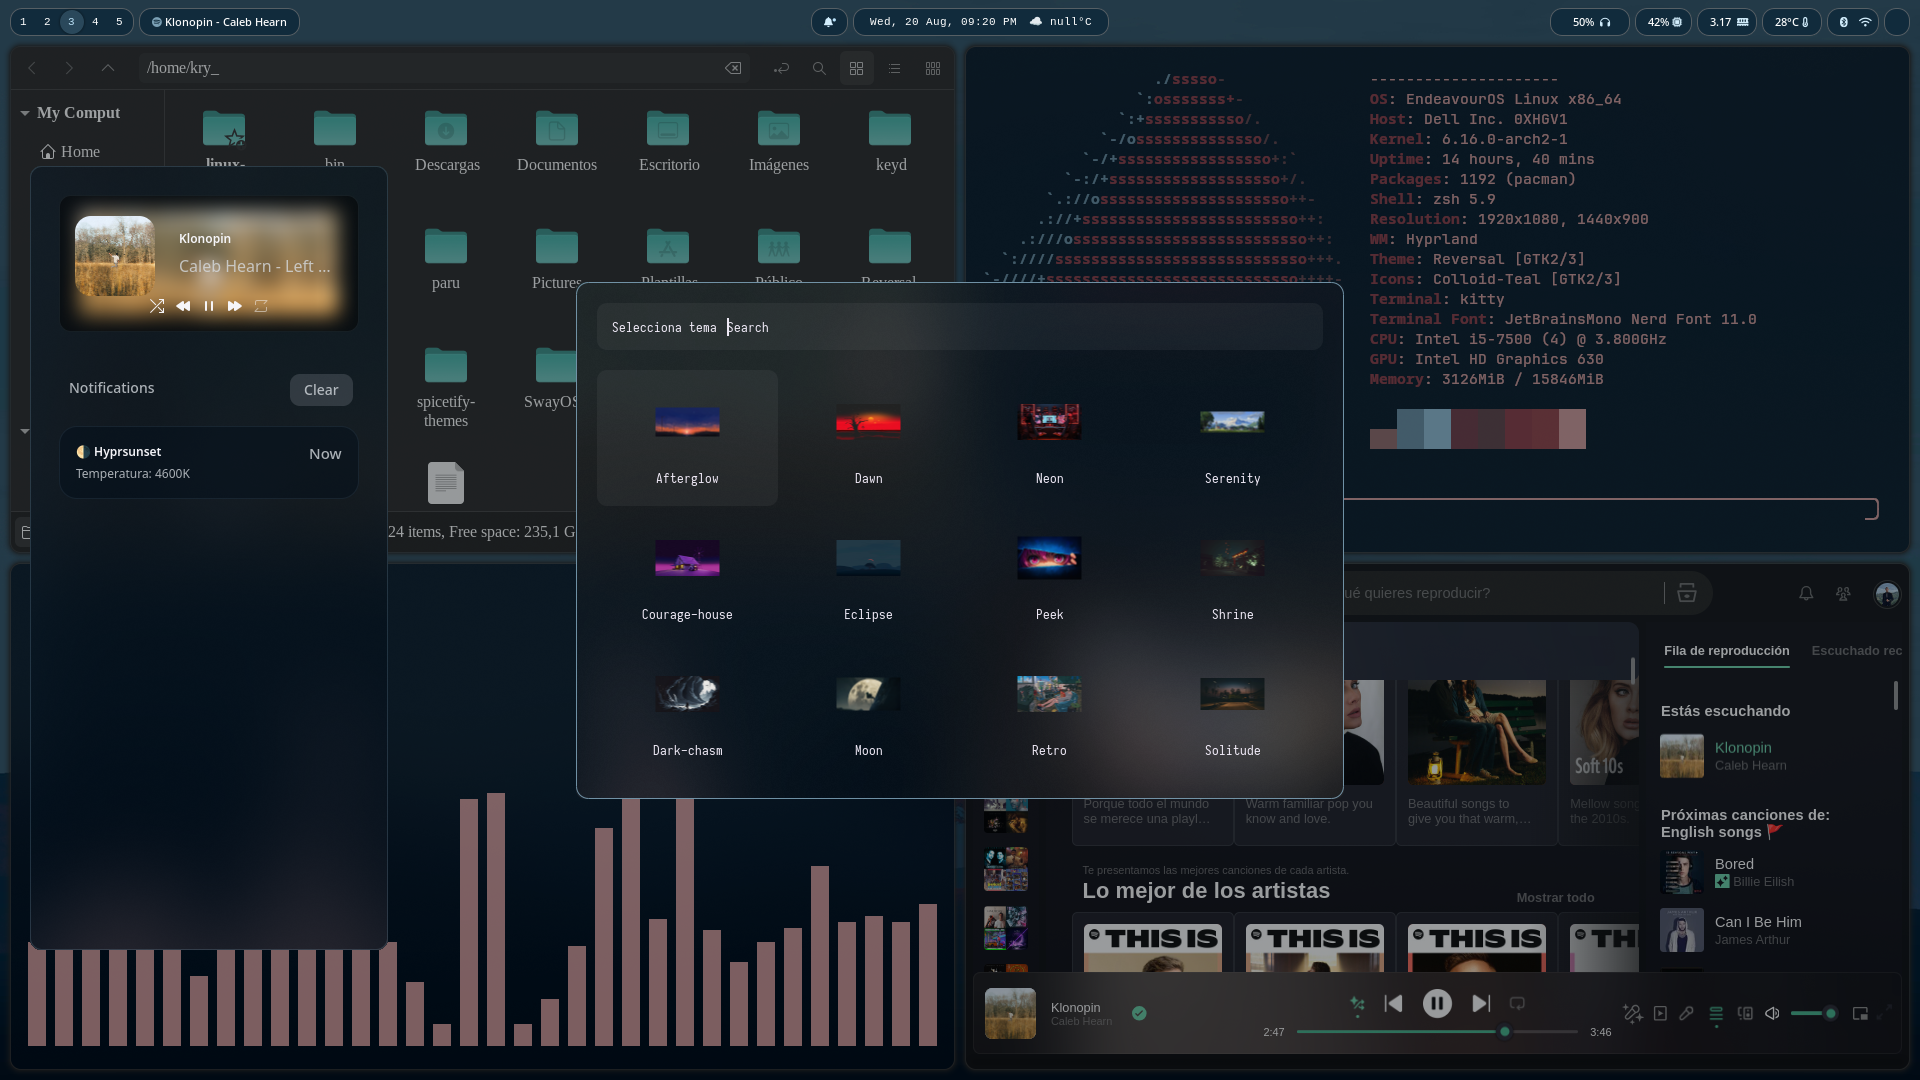 1 2 3 4 5
Klonopin - Caleb Hearn
Wed, 20 Aug, 09:20 PM
null°C
50%
42%
3.17
28°C
/home/kry_
My Comput
Home
linux-
bin
Descargas
Documentos
Escritorio
Imágenes
keyd
paru
Pictures
Plantillas
Público
Reversal
spicetify-
themes
24 items, Free space: 235,1 G
Klonopin
Caleb Hearn - Left ...
Notifications
Clear
Hyprsunset
Now
Temperatura: 4600K
./sssso-
`:osssssss+-
`:+sssssssssso/.
`-/ossssssssssssso/.
`-/+sssssssssssssssso+:`
`-:/+sssssssssssssssssso+/.
`.://osssssssssssssssssssso++-
.://+ssssssssssssssssssssssso++:
.:///ossssssssssssssssssssssssso++:
`:////ssssssssssssssssssssssssssso+++.
---------------------
OS: EndeavourOS Linux x86_64
Host: Dell Inc. 0XHGV1
Kernel: 6.16.0-arch2-1
Uptime: 14 hours, 40 mins
Packages: 1192 (pacman)
Shell: zsh 5.9
Resolution: 1920x1080, 1440x900
WM: Hyprland
Theme: Reversal [GTK2/3]
Icons: Colloid-Teal [GTK2/3]
Terminal: kitty
Terminal Font: JetBrainsMono Nerd Font 11.0
CPU: Intel i5-7500 (4) @ 3.800GHz
GPU: Intel HD Graphics 630
Memory: 3126MiB / 15846MiB
Selecciona tema Search
Afterglow
Dawn
Neon
Serenity
Courage-house
Eclipse
Peek
Shrine
Dark-chasm
Moon
Retro
Solitude
ué quieres reproducir?
Fila de reproducción
Escuchado rec
Estás escuchando
Klonopin
Caleb Hearn
Próximas canciones de:
English songs 🚩
Bored
Billie Eilish
Can I Be Him
James Arthur
Soft 10s
Porque todo el mundo
se merece una playl…
Warm familiar pop you
know and love.
Beautiful songs to
give you that warm,…
Mellow song
the 2010s.
Te presentamos las mejores canciones de cada artista.
Lo mejor de los artistas
Mostrar todo
THIS IS
THIS IS
THIS IS
TH
Klonopin
Caleb Hearn
2:47
3:46